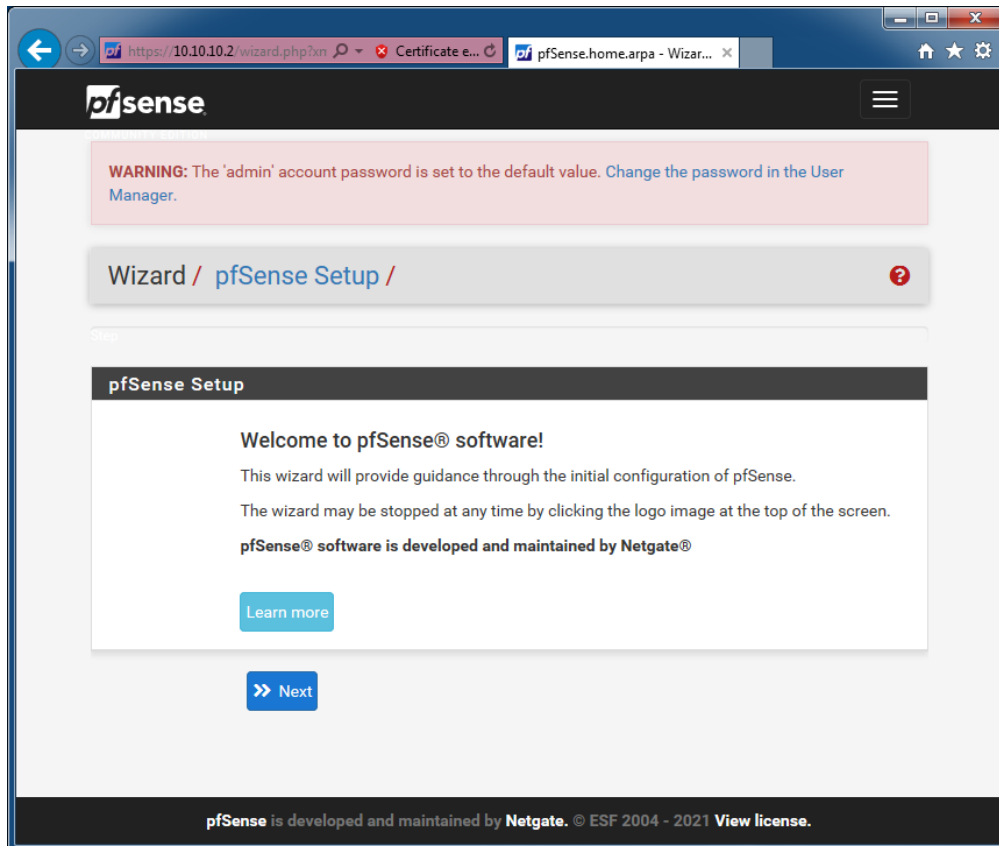 https://10.10.10.2/wizard.php?xn
Certificate e...
pfSense.home.arpa - Wizar...
pfsense
COMMUNITY EDITION
WARNING: The 'admin' account password is set to the default value. Change the password in the User
Manager.
Wizard / pfSense Setup /
Step
pfSense Setup
Welcome to pfSense® software!
This wizard will provide guidance through the initial configuration of pfSense.
The wizard may be stopped at any time by clicking the logo image at the top of the screen.
pfSense® software is developed and maintained by Netgate®
Learn more
Next
pfSense is developed and maintained by Netgate. © ESF 2004 - 2021 View license.